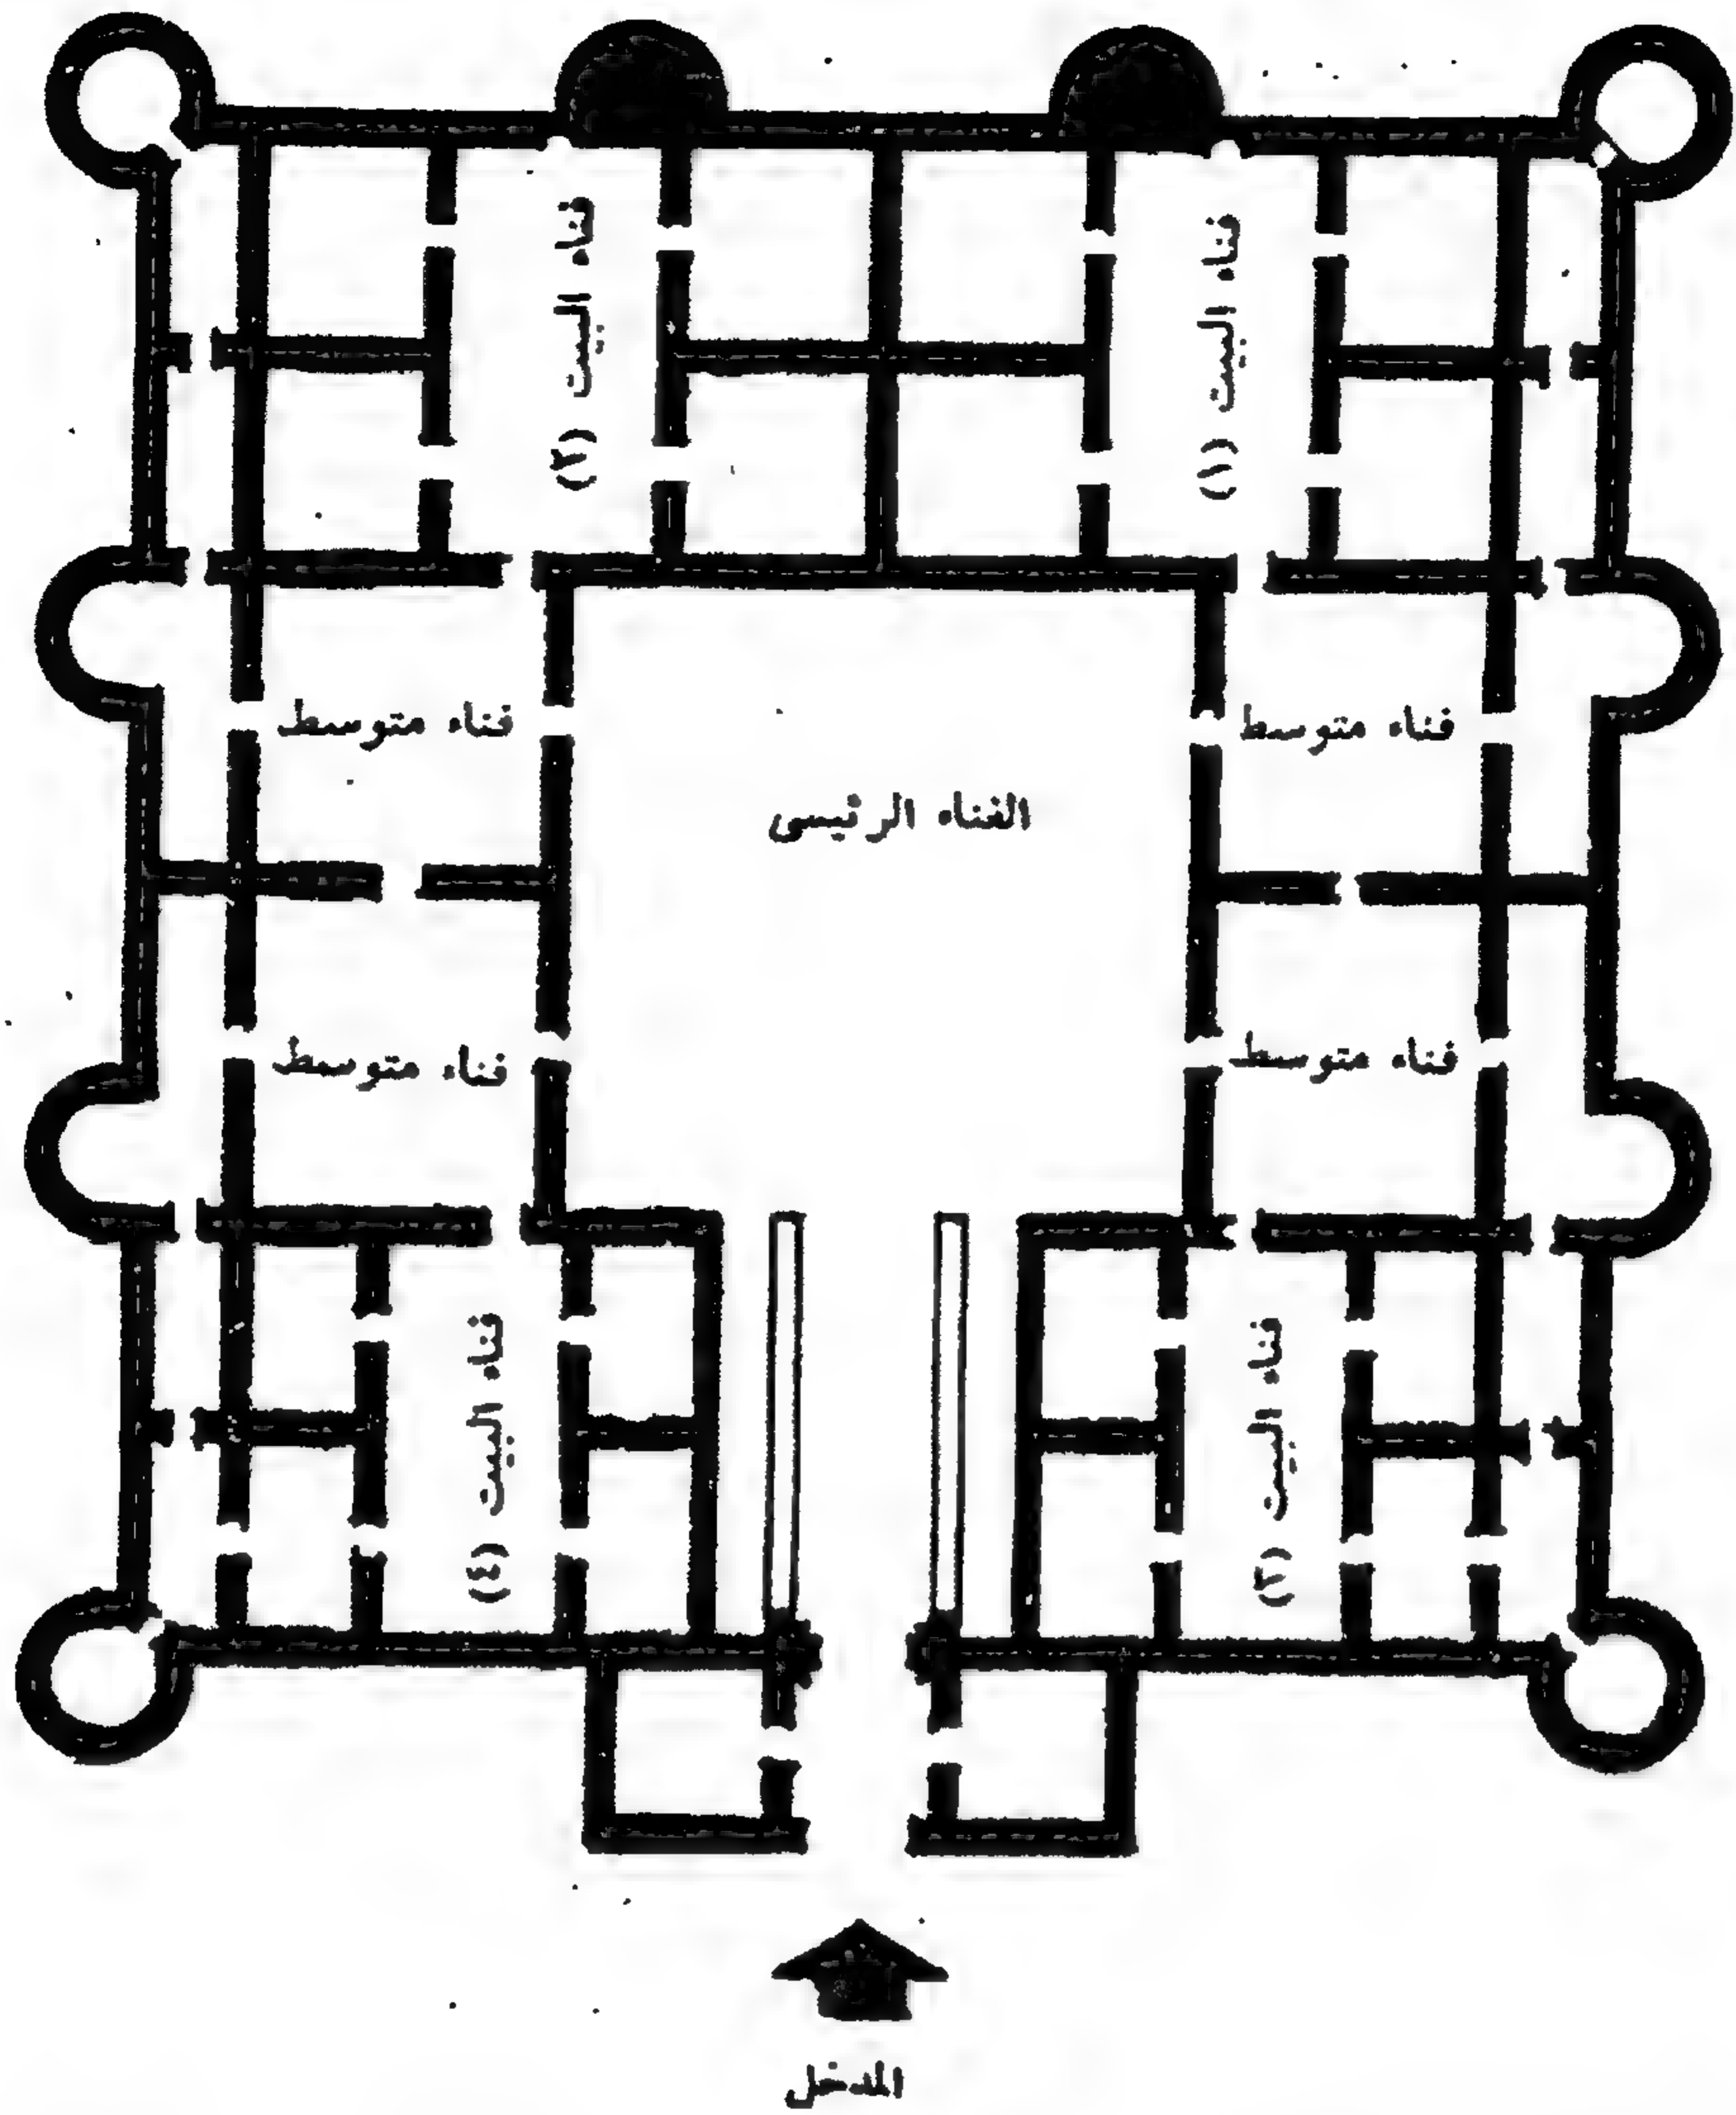 فناء البيت (١)
فناء البيت (٣)
فناء متوسط
فناء متوسط
الفناء الرئيسى
فناء متوسط
فناء متوسط
فناء البيت (٢)
فناء البيت (٤)
المدخل